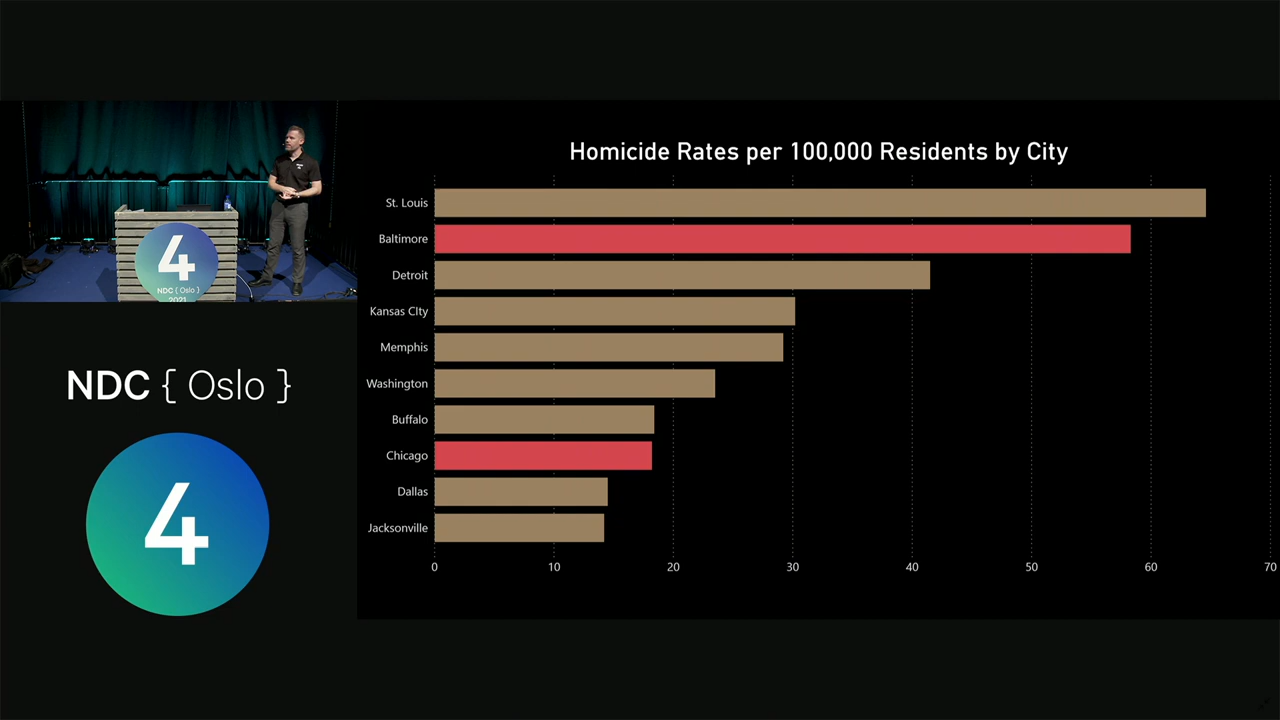 Homicide Rates per 100,000 Residents by City
St. Louis
Baltimore
Detroit
Kansas CIty
Memphis
Washington
Buffalo
Chicago
Dallas
Jacksonville
0 10 20 30 40 50 60 70
4
NDC { Oslo }
2021
NDC { Oslo }
4